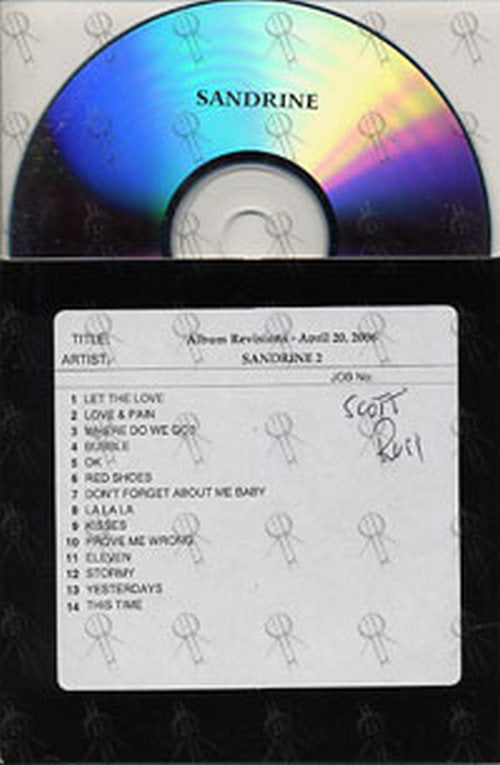 SANDRINE
TITLE: Album Revisions - April 20, 2006
ARTIST: SANDRINE 2
JOB No:
1 LET THE LOVE
2 LOVE & PAIN
3 WHERE DO WE GO?
4 BUBBLE
5 OK
6 RED SHOES
7 DON'T FORGET ABOUT ME BABY
8 LA LA LA
9 KISSES
10 PROVE ME WRONG
11 ELEVEN
12 STORMY
13 YESTERDAYS
14 THIS TIME
SCOTT